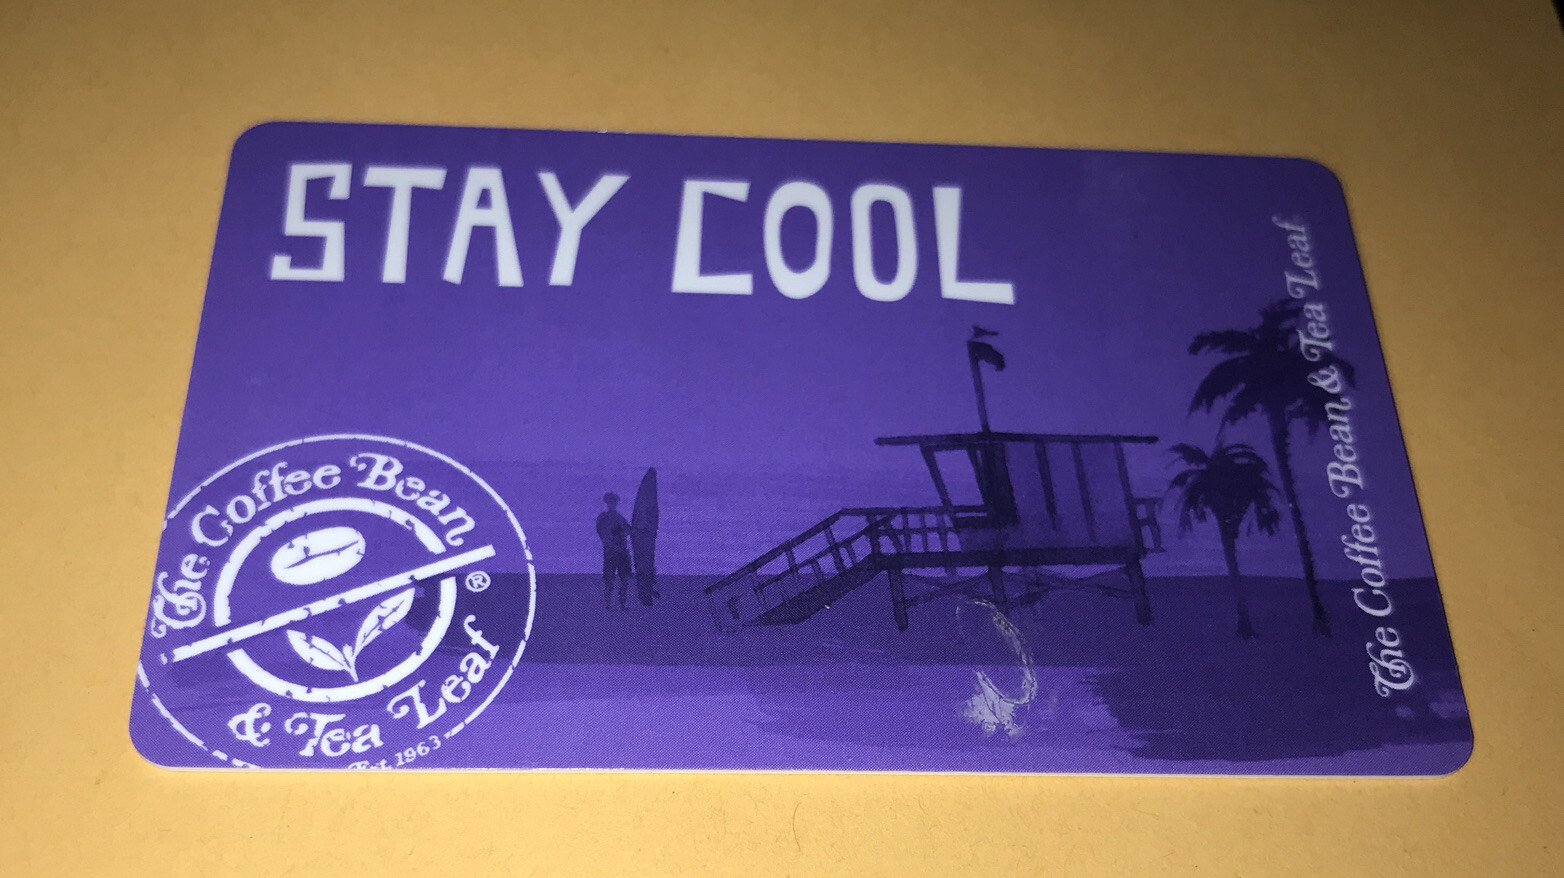 STAY COOL
The Coffee Bean
®
& Tea Leaf
Est. 1963
The Coffee Bean & Tea Leaf